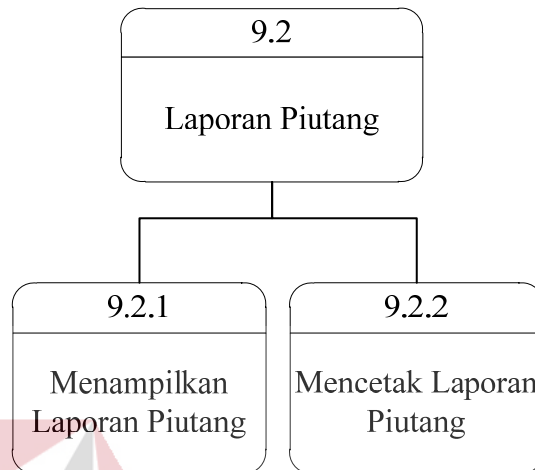 9.2
Laporan Piutang
9.2.1
Menampilkan
Laporan Piutang
9.2.2
Mencetak Laporan
Piutang